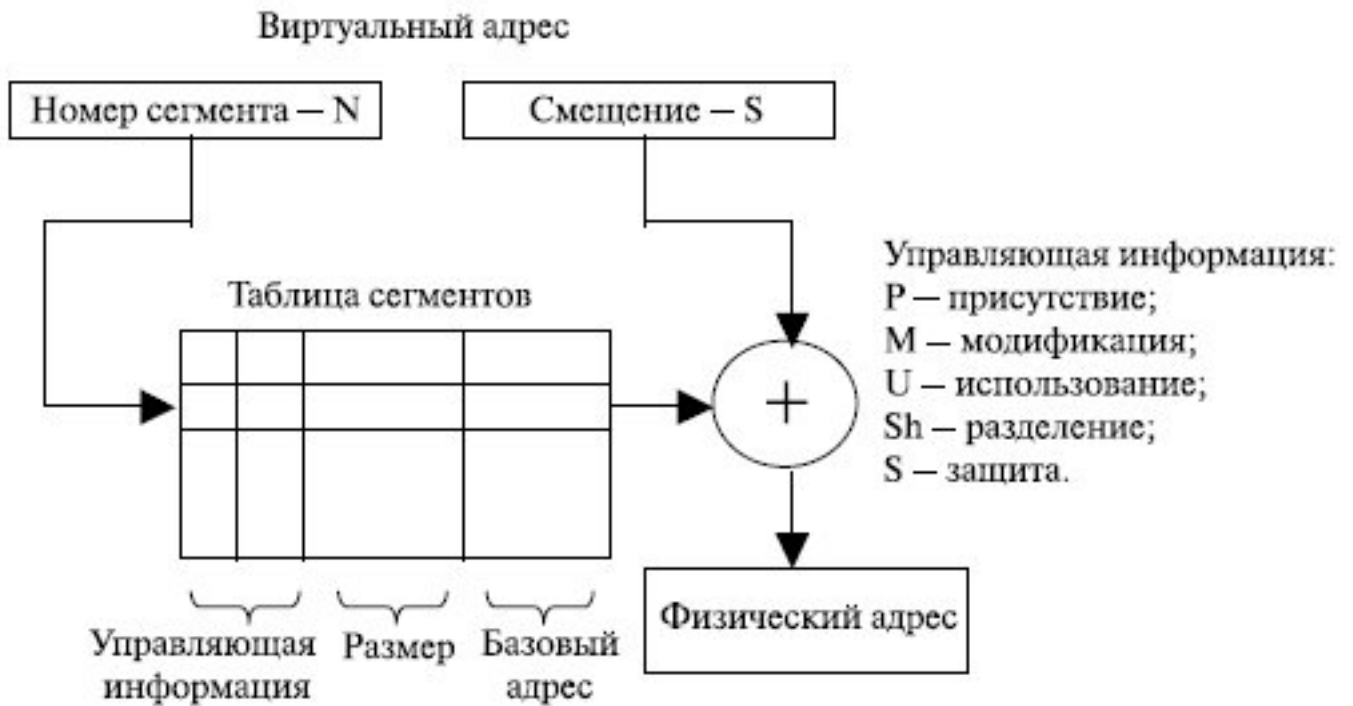 Виртуальный адрес
Номер сегмента – N
Смещение – S
Таблица сегментов
Управляющая информация:
P – присутствие;
M – модификация;
U – использование;
Sh – разделение;
S – защита.
+
Физический адрес
Управляющая
информация
Размер
Базовый
адрес